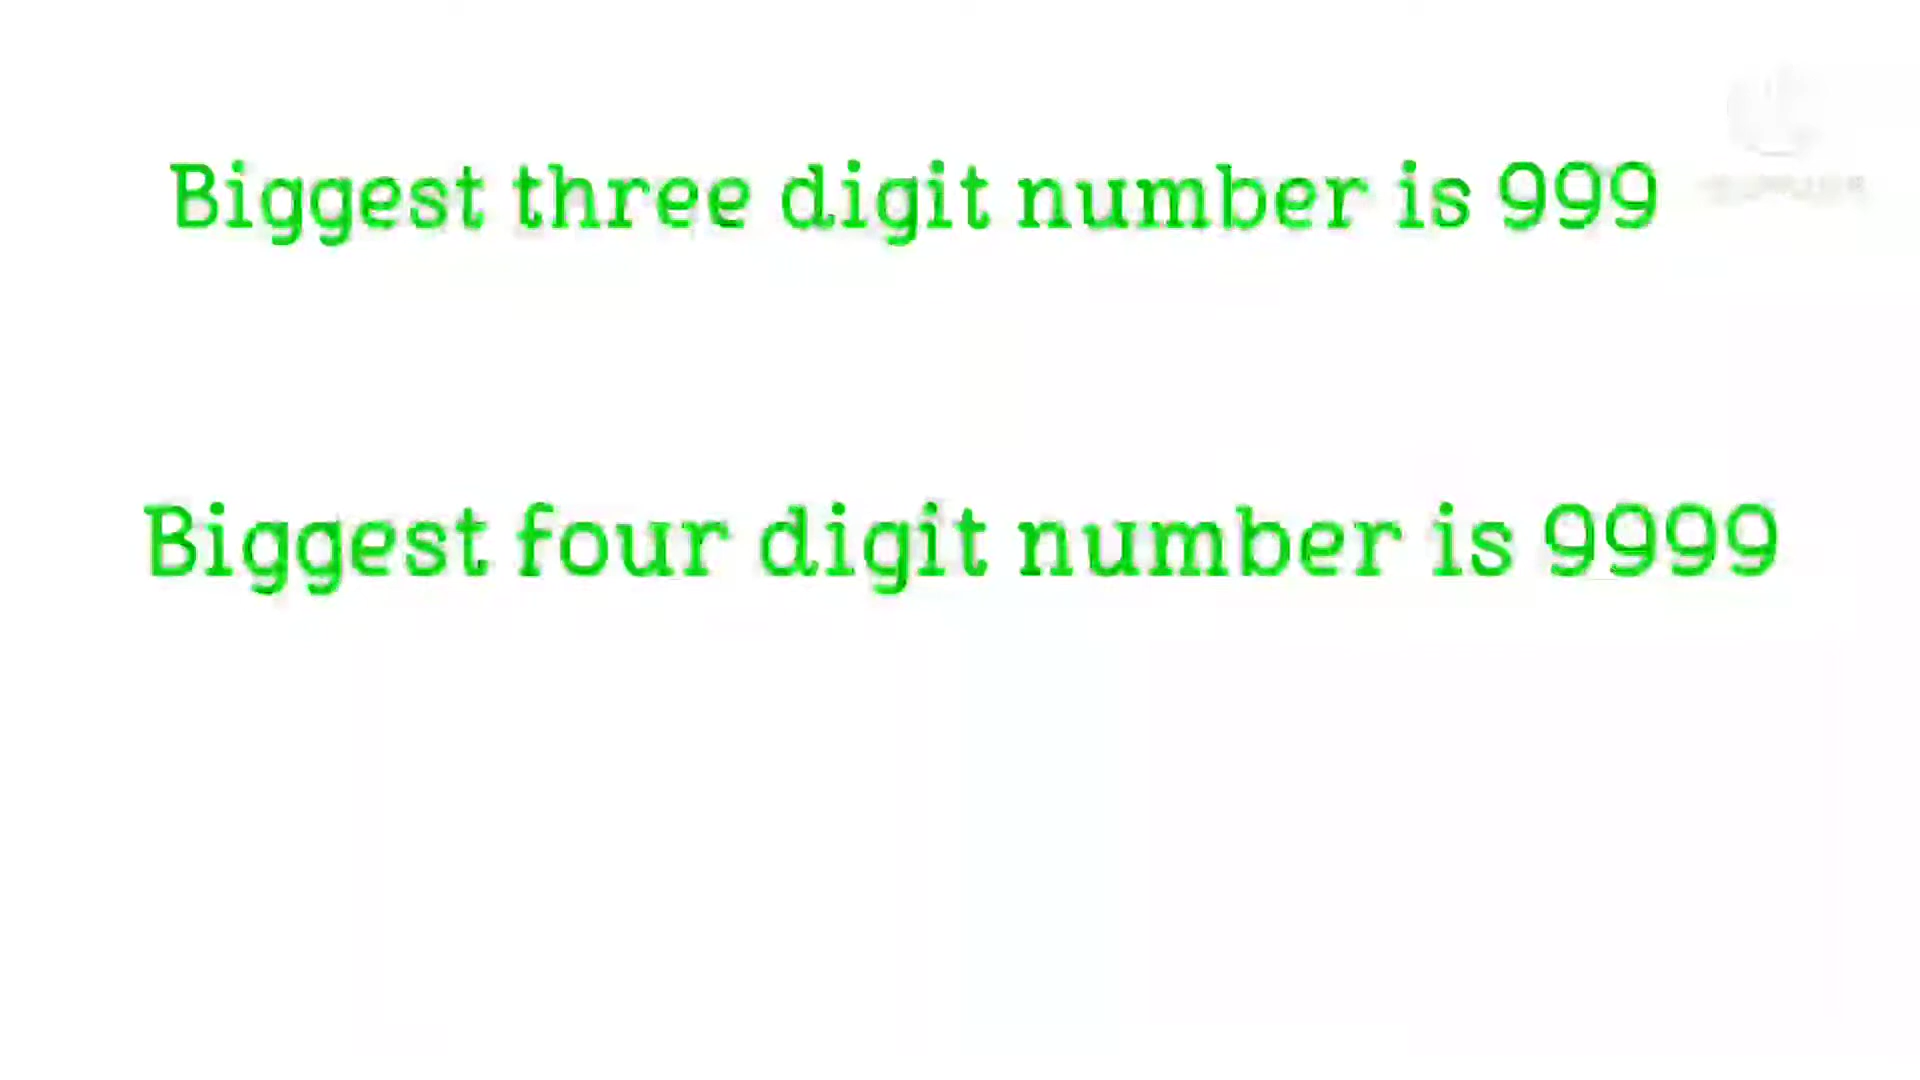 Biggest three digit number is 999
Biggest four digit number is 9999